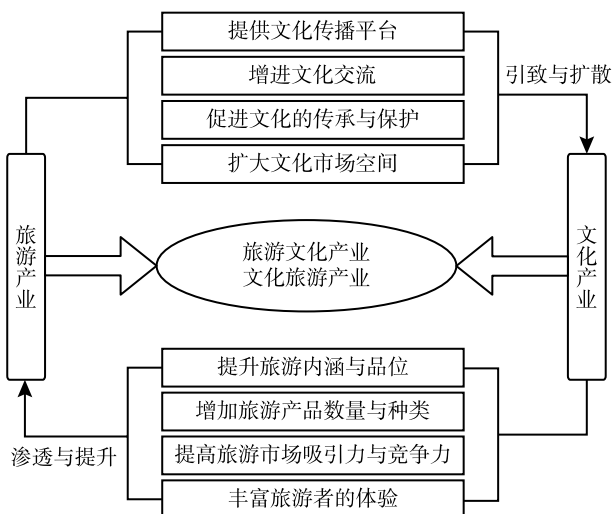 提供文化传播平台
增进文化交流
促进文化的传承与保护
扩大文化市场空间
引致与扩散
旅游产业
旅游文化产业
文化旅游产业
文化产业
提升旅游内涵与品位
增加旅游产品数量与种类
提高旅游市场吸引力与竞争力
丰富旅游者的体验
渗透与提升